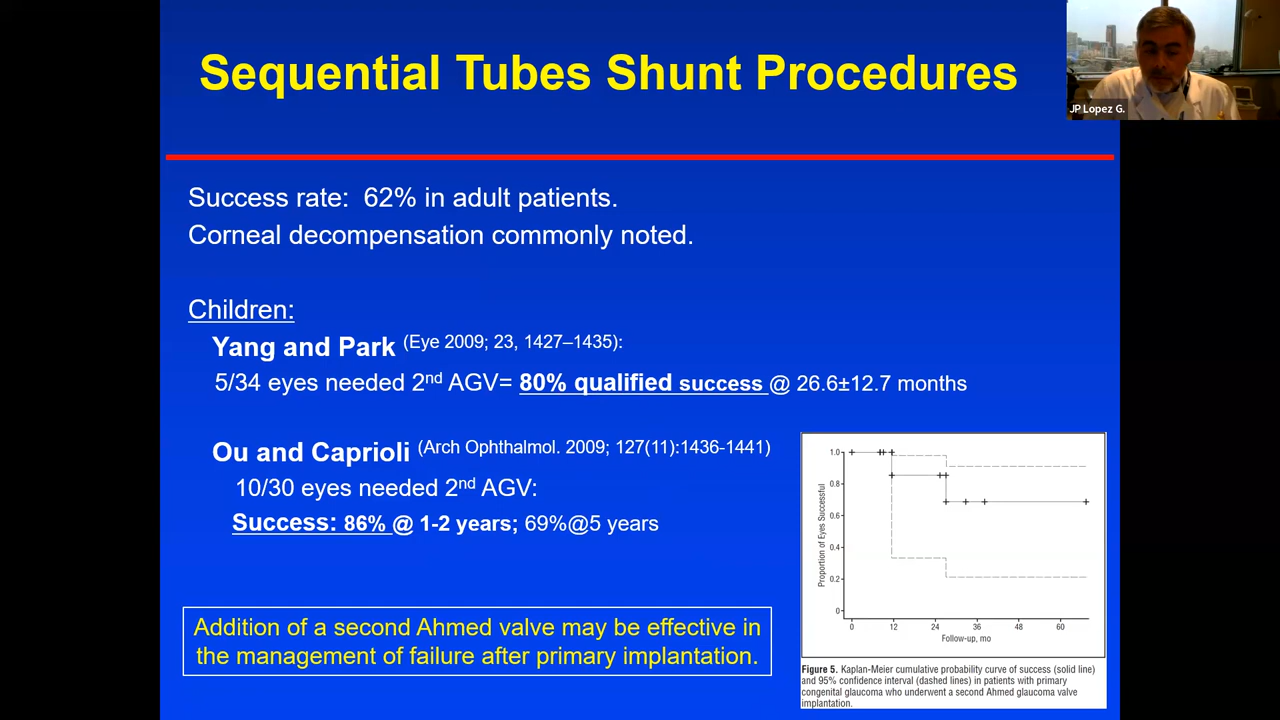 Sequential Tubes Shunt Procedures
JP Lopez G.
Success rate: 62% in adult patients.
Corneal decompensation commonly noted.
Children:
Yang and Park (Eye 2009; 23, 1427–1435):
5/34 eyes needed 2nd AGV= 80% qualified success @ 26.6±12.7 months
Ou and Caprioli (Arch Ophthalmol. 2009; 127(11):1436-1441)
10/30 eyes needed 2nd AGV:
Success: 86% @ 1-2 years; 69%@5 years
Addition of a second Ahmed valve may be effective in
the management of failure after primary implantation.
Proportion of Eyes Successful
1.0
0.8
0.6
0.4
0.2
0
0 12 24 36 48 60
Follow-up, mo
Figure 5. Kaplan-Meier cumulative probability curve of success (solid line)
and 95% confidence interval (dashed lines) in patients with primary
congenital glaucoma who underwent a second Ahmed glaucoma valve
implantation.